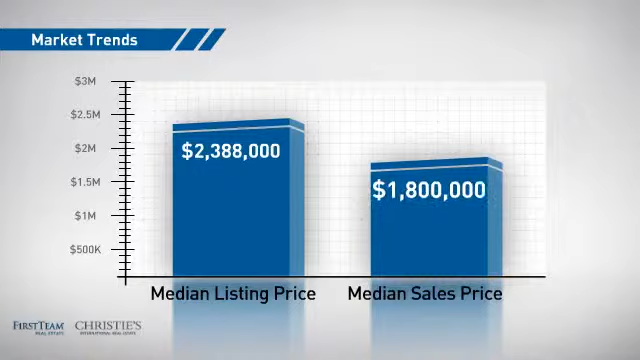 Market Trends
$3M
$2.5M
$2M
$1.5M
$1M
$500K
$2,388,000
$1,800,000
Median Listing Price
Median Sales Price
FIRST TEAM
REAL ESTATE
CHRISTIE'S
INTERNATIONAL REAL ESTATE